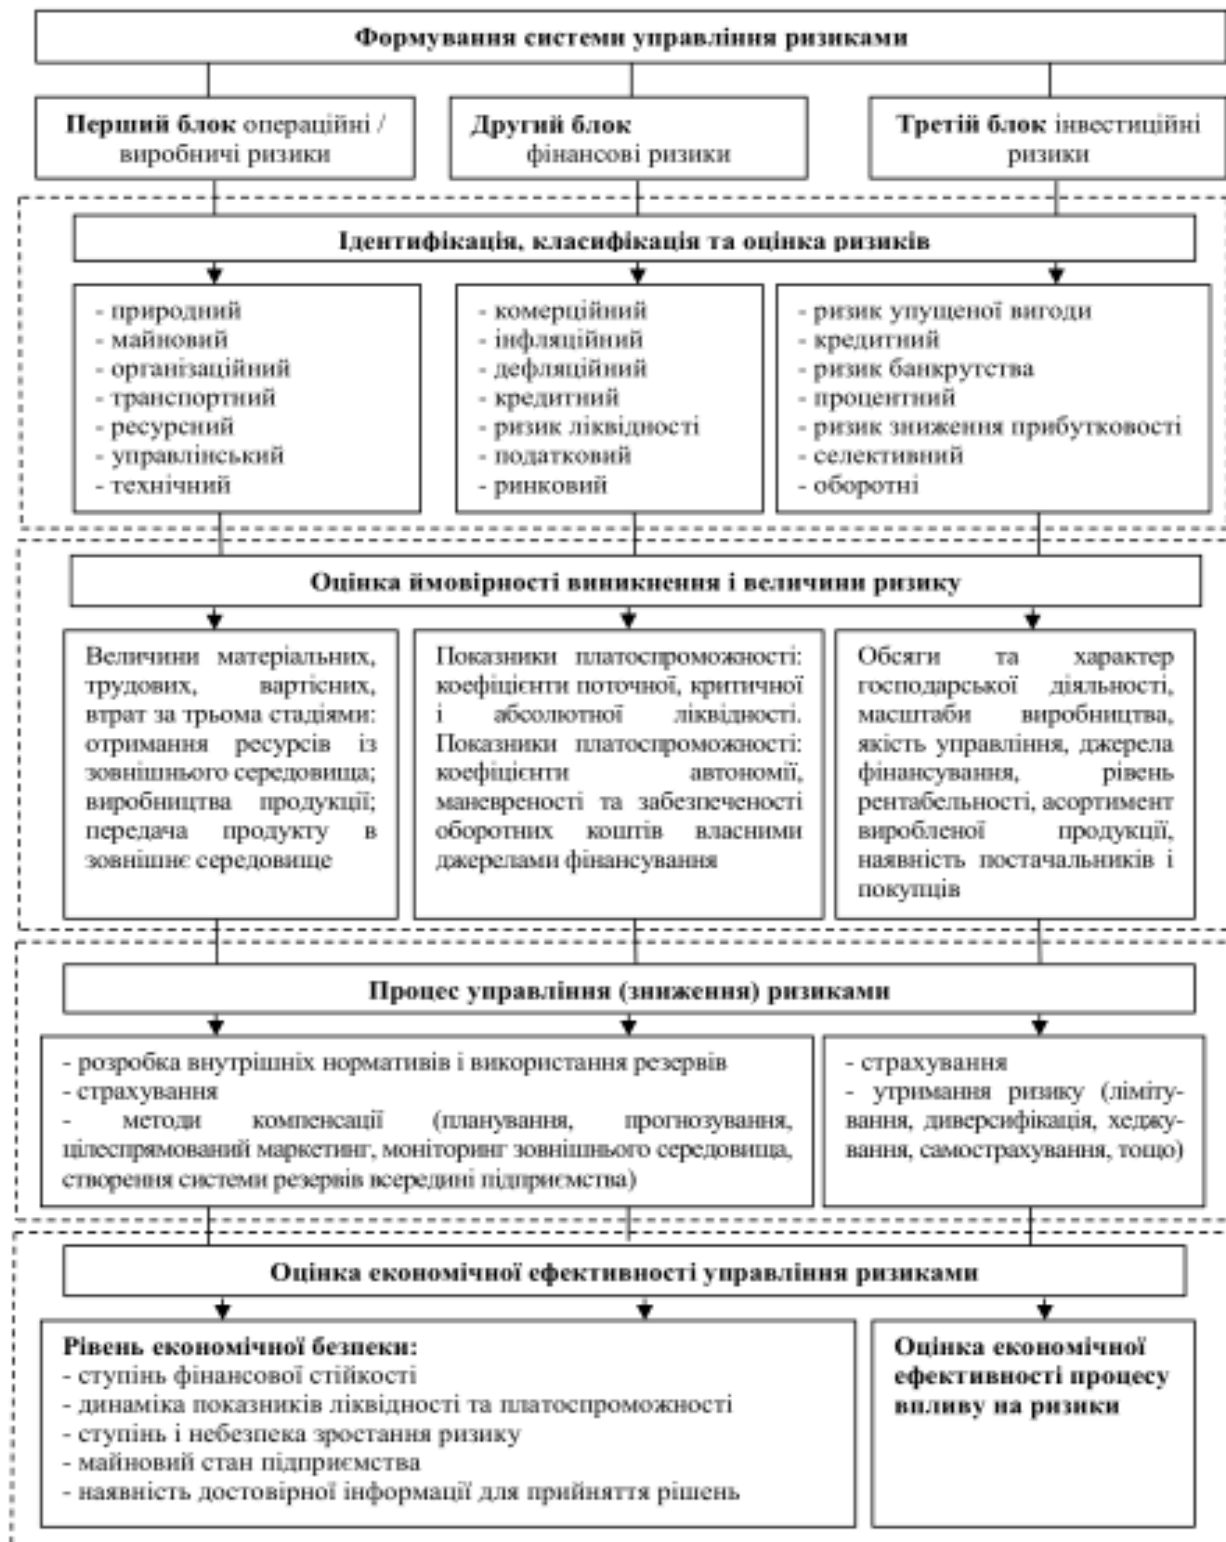 Формування системи управління ризиками
Перший блок операційні /
виробничі ризики
Другий блок
фінансові ризики
Третій блок інвестиційні
ризики
Ідентифікація, класифікація та оцінка ризиків
- природний
- майновий
- організаційний
- транспортний
- ресурсний
- управлінський
- технічний
- комерційний
- інфляційний
- дефляційний
- кредитний
- ризик ліквідності
- податковий
- ринковий
- ризик упущеної вигоди
- кредитний
- ризик банкрутства
- процентний
- ризик зниження прибутковості
- селективний
- оборотні
Оцінка ймовірності виникнення і величини ризику
Величини матеріальних,
трудових, вартісних,
втрат за трьома стадіями:
отримання ресурсів із
зовнішнього середовища;
виробництва продукції;
передача продукту в
зовнішнє середовище
Показники платоспроможності:
коефіцієнти поточної, критичної
і абсолютної ліквідності.
Показники платоспроможності:
коефіцієнти автономії,
маневреності та забезпеченості
оборотних коштів власними
джерелами фінансування
Обсяги та характер
господарської діяльності,
масштаби виробництва,
якість управління, джерела
фінансування, рівень
рентабельності, асортимент
виробленої продукції,
наявність постачальників і
покупців
Процес управління (зниження) ризиками
- розробка внутрішніх нормативів і використання резервів
- страхування
- методи компенсації (планування, прогнозування,
цілеспрямований маркетинг, моніторинг зовнішнього середовища,
створення системи резервів всередині підприємства)
- страхування
- утримання ризику (ліміту-
вання, диверсифікація, хеджу-
вання, самострахування, тощо)
Оцінка економічної ефективності управління ризиками
Рівень економічної безпеки:
- ступінь фінансової стійкості
- динаміка показників ліквідності та платоспроможності
- ступінь і небезпека зростання ризику
- майновий стан підприємства
- наявність достовірної інформації для прийняття рішень
Оцінка економічної
ефективності процесу
впливу на ризики